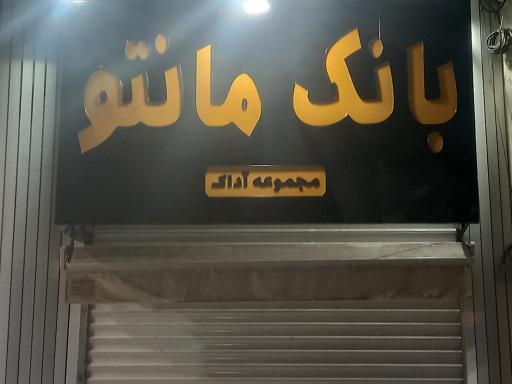 بانک مانتو
مجموعه آداک